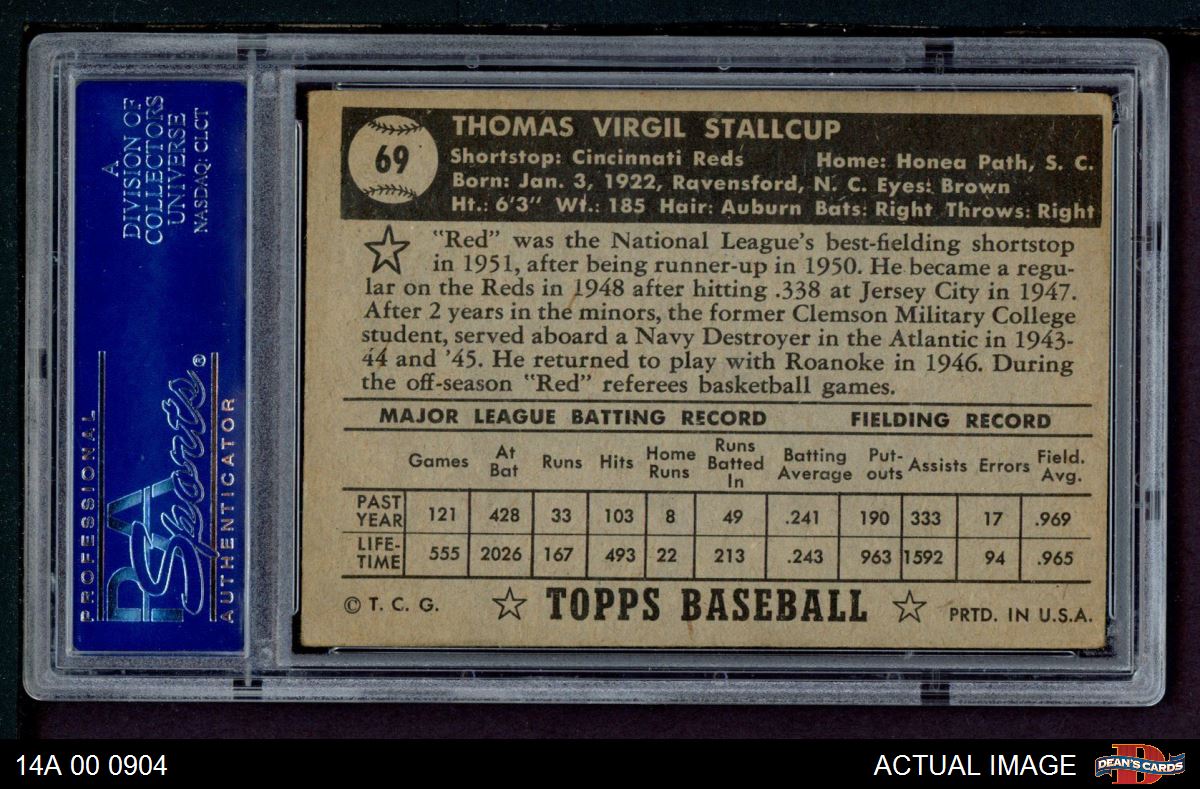 A
DIVISION OF
COLLECTORS
UNIVERSE
NASDAQ: CLCT
PROFESSIONAL
PSA
Sports®
AUTHENTICATOR
69
THOMAS VIRGIL STALLCUP
Shortstop: Cincinnati Reds Home: Honea Path, S. C.
Born: Jan. 3, 1922, Ravensford, N. C. Eyes: Brown
Ht.: 6'3" Wt.: 185 Hair: Auburn Bats: Right Throws: Right
"Red" was the National League's best-fielding shortstop
in 1951, after being runner-up in 1950. He became a regu-
lar on the Reds in 1948 after hitting .338 at Jersey City in 1947.
After 2 years in the minors, the former Clemson Military College
student, served aboard a Navy Destroyer in the Atlantic in 1943-
44 and '45. He returned to play with Roanoke in 1946. During
the off-season "Red" referees basketball games.
MAJOR LEAGUE BATTING RECORD FIELDING RECORD
Games At Bat Runs Hits Home Runs Runs Batted In Batting Average Put-outs Assists Errors Field. Avg.
PAST YEAR 121 428 33 103 8 49 .241 190 333 17 .969
LIFE-TIME 555 2026 167 493 22 213 .243 963 1592 94 .965
© T. C. G. TOPPS BASEBALL PRTD. IN U.S.A.
14A 00 0904 ACTUAL IMAGE
D
DEAN'S CARDS